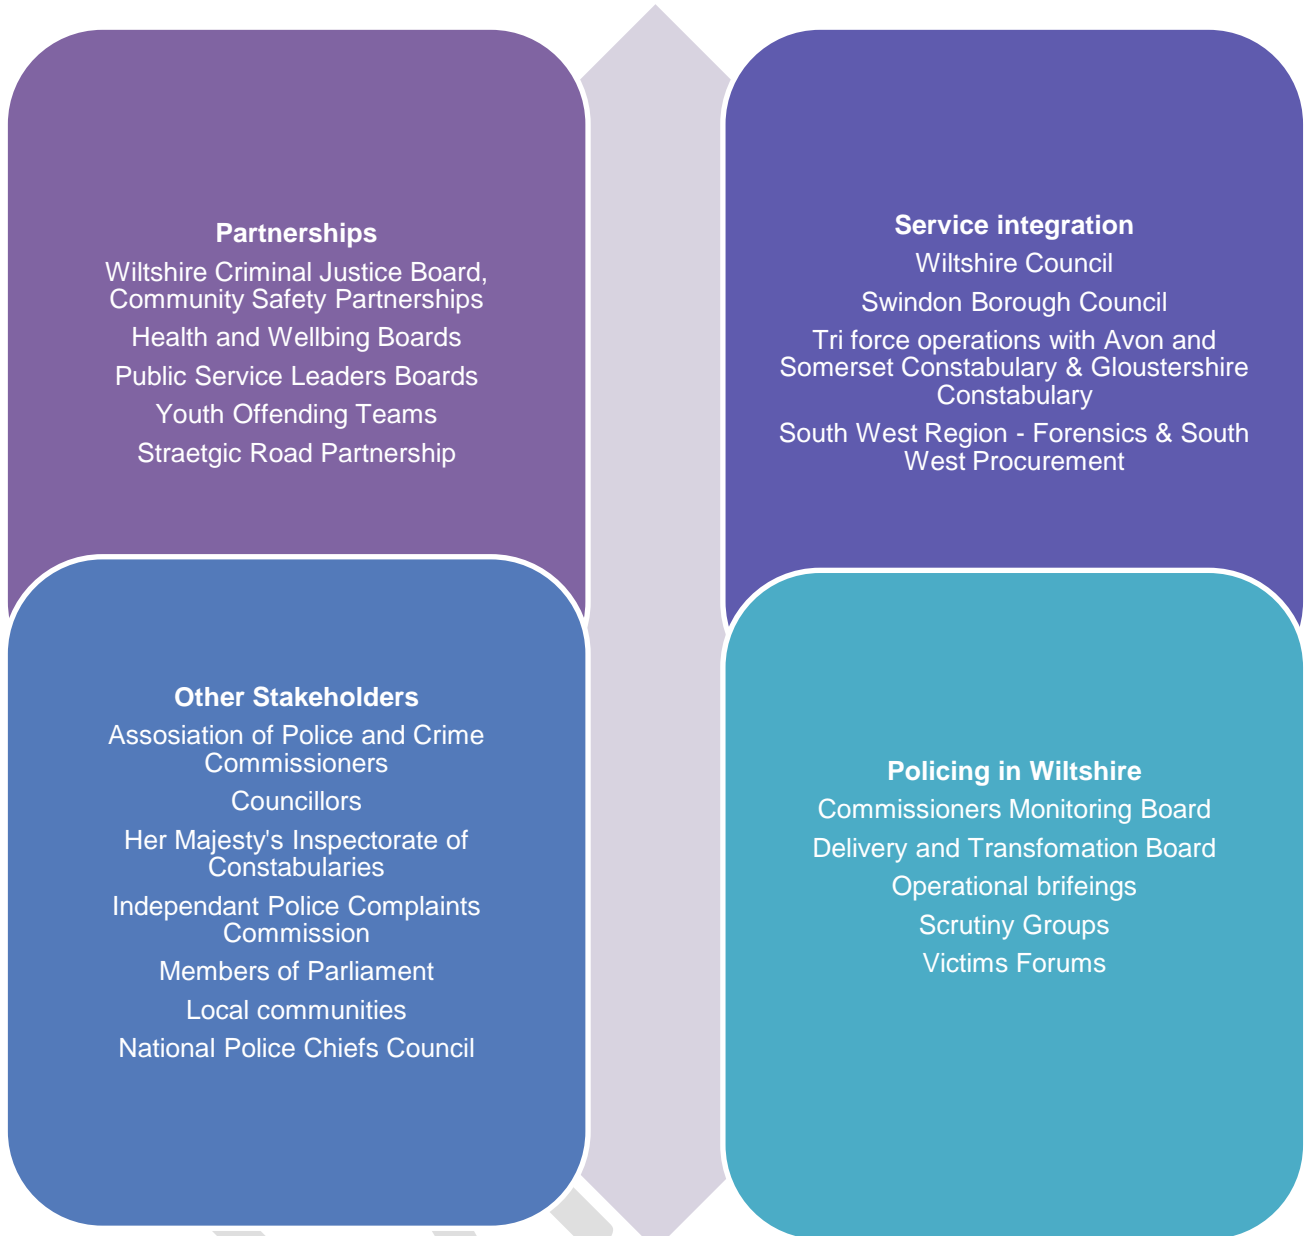 Partnerships
Wiltshire Criminal Justice Board,
Community Safety Partnerships
Health and Wellbing Boards
Public Service Leaders Boards
Youth Offending Teams
Straetgic Road Partnership
Service integration
Wiltshire Council
Swindon Borough Council
Tri force operations with Avon and
Somerset Constabulary & Gloustershire
Constabulary
South West Region - Forensics & South
West Procurement
Other Stakeholders
Assosiation of Police and Crime
Commissioners
Councillors
Her Majesty's Inspectorate of
Constabularies
Independant Police Complaints
Commission
Members of Parliament
Local communities
National Police Chiefs Council
Policing in Wiltshire
Commissioners Monitoring Board
Delivery and Transfomation Board
Operational brifeings
Scrutiny Groups
Victims Forums